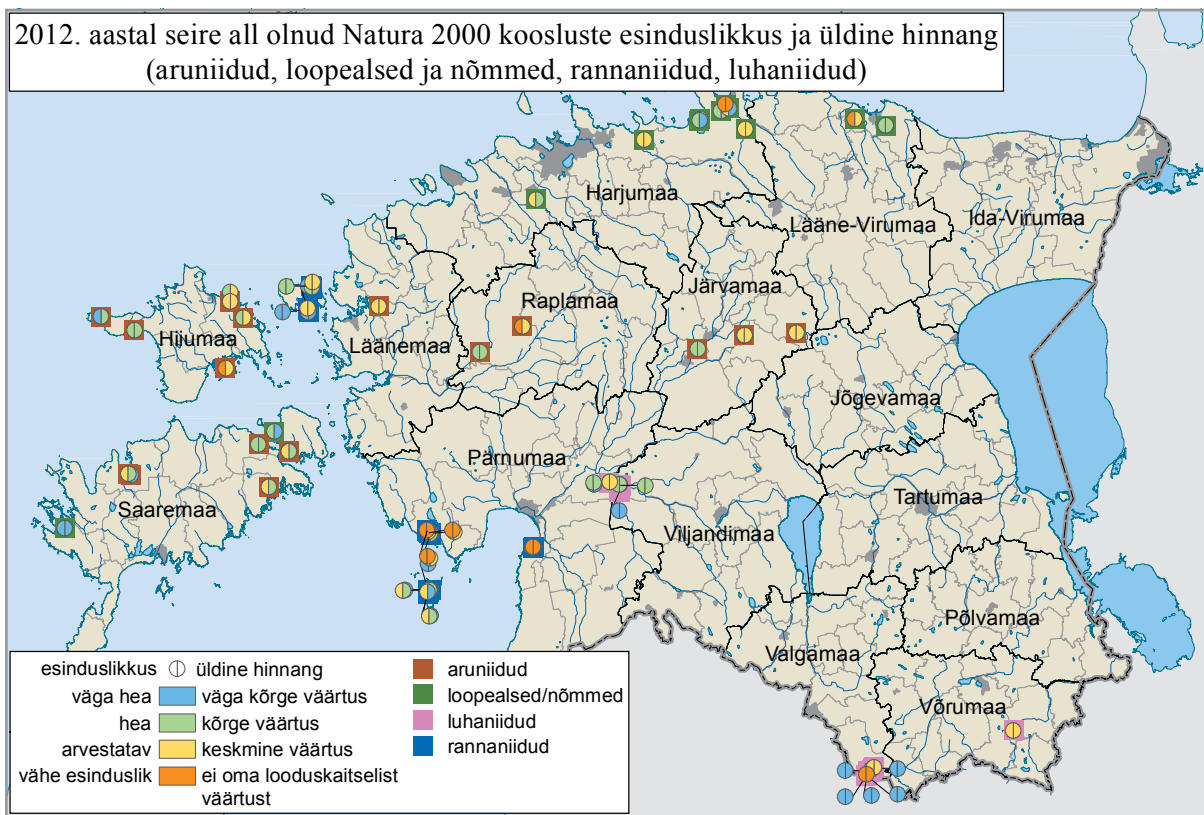 2012. aastal seire all olnud Natura 2000 koosluste esinduslikkus ja üldine hinnang
(aruniidud, loopealsed ja nõmmed, rannaniidud, luhaniidud)
Harjumaa
Lääne-Virumaa
Ida-Virumaa
Raplamaa
Järvamaa
Hiiumaa
Läänemaa
Jõgevamaa
Pärnumaa
Tartumaa
Saaremaa
Viljandimaa
Põlvamaa
Valgamaa
Võrumaa
esinduslikkus üldine hinnang
väga hea väga kõrge väärtus
hea kõrge väärtus
arvestatav keskmine väärtus
vähe esinduslik ei oma looduskaitselist
väärtust
aruniidud
loopealsed/nõmmed
luhaniidud
rannaniidud